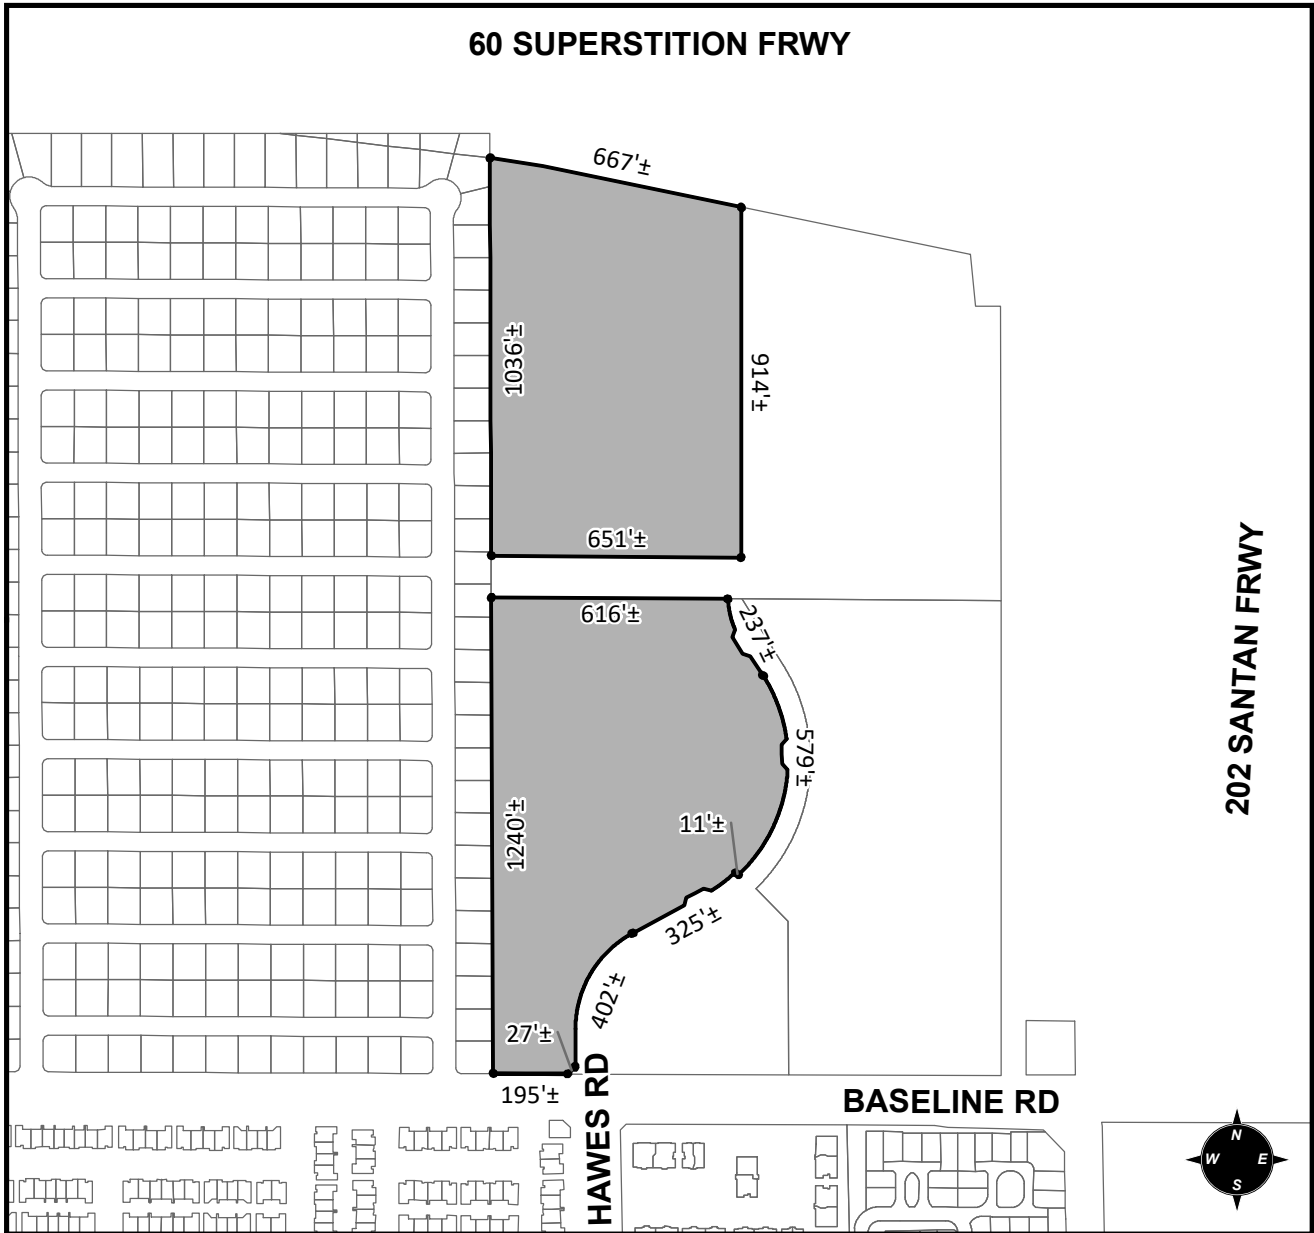 60 SUPERSTITION FRWY
667'±
1036'±
914'±
651'±
616'±
237'±
579'±
202 SANTAN FRWY
1240'±
11'±
325'±
402'±
27'±
195'±
HAWES RD
BASELINE RD
N
W E
S